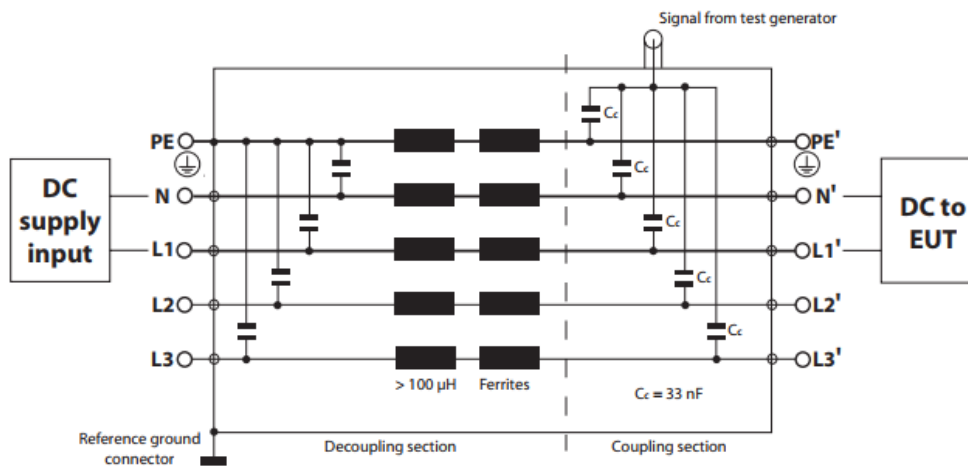 Signal from test generator
Cc
PE
PE'
DC
supply
input
Cc
N
N'
DC to
EUT
Cc
L1
L1'
Cc
L2
L2'
Cc
L3
L3'
> 100 µH
Ferrites
Cc = 33 nF
Reference ground
connector
Decoupling section
Coupling section